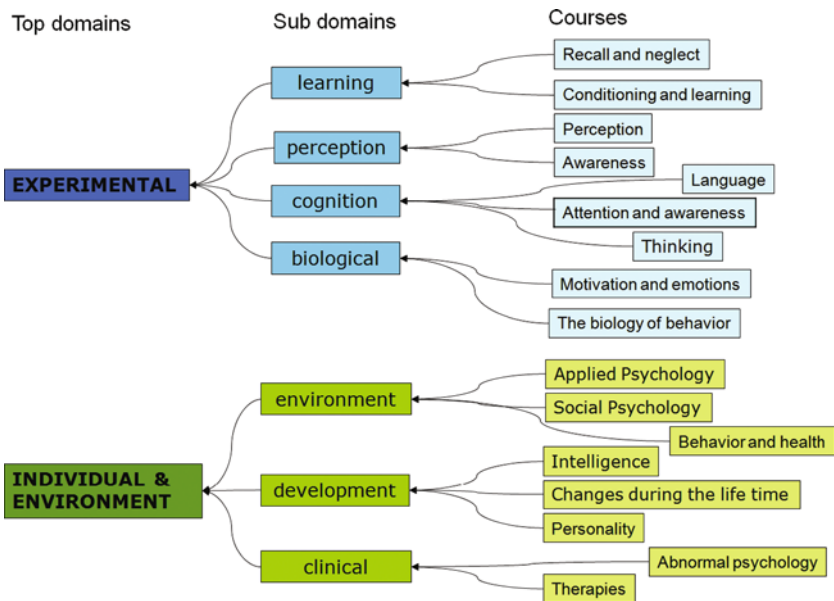 Top domains
Sub domains
Courses
EXPERIMENTAL
learning
Recall and neglect
Conditioning and learning
perception
Perception
Awareness
cognition
Language
Attention and awareness
Thinking
biological
Motivation and emotions
The biology of behavior
INDIVIDUAL &
ENVIRONMENT
environment
Applied Psychology
Social Psychology
Behavior and health
development
Intelligence
Changes during the life time
Personality
clinical
Abnormal psychology
Therapies